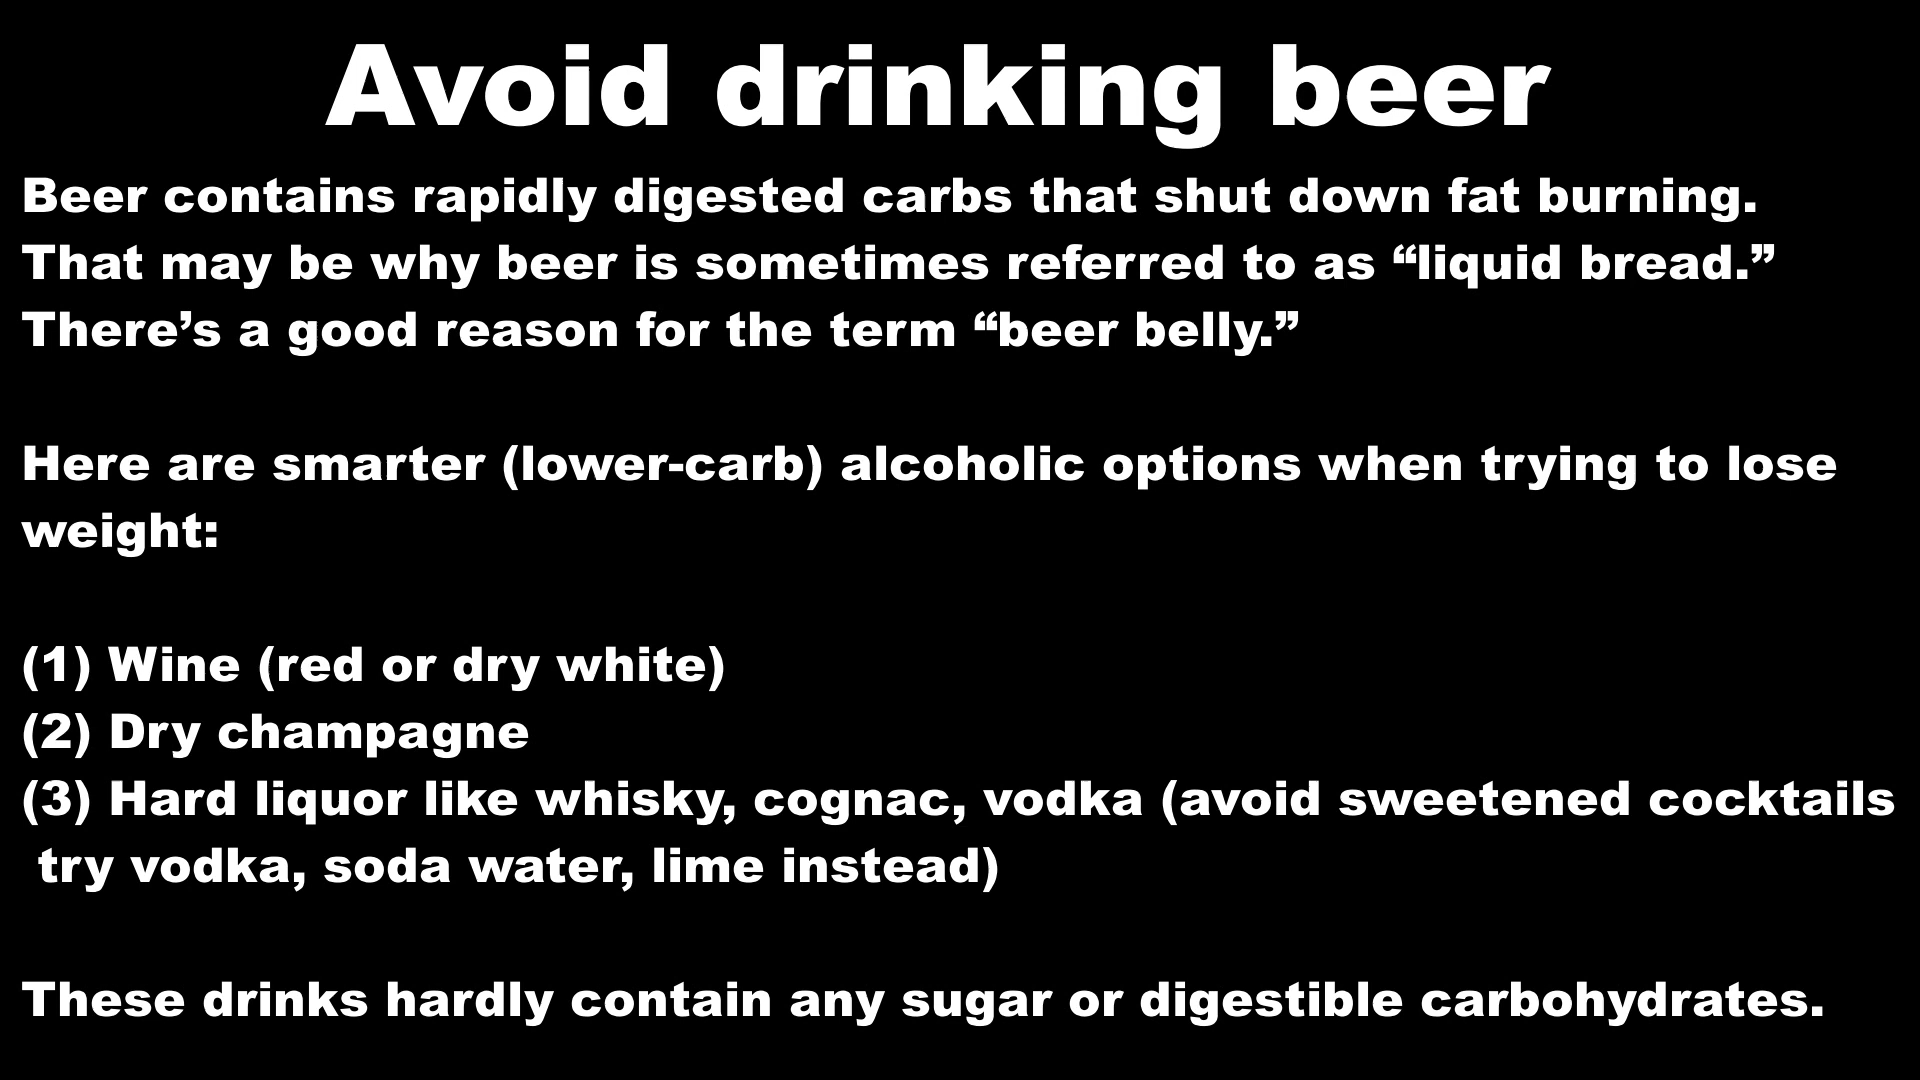 Avoid drinking beer
Beer contains rapidly digested carbs that shut down fat burning.
That may be why beer is sometimes referred to as “liquid bread.”
There’s a good reason for the term “beer belly.”
Here are smarter (lower-carb) alcoholic options when trying to lose
weight:
(1) Wine (red or dry white)
(2) Dry champagne
(3) Hard liquor like whisky, cognac, vodka (avoid sweetened cocktails
try vodka, soda water, lime instead)
These drinks hardly contain any sugar or digestible carbohydrates.